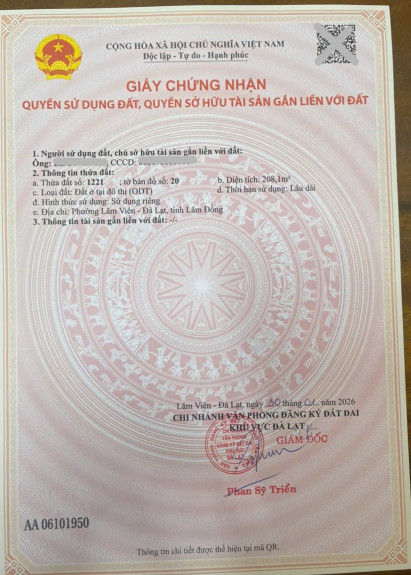 CỘNG HÒA XÃ HỘI CHỦ NGHĨA VIỆT NAM
Độc lập - Tự do - Hạnh phúc
GIẤY CHỨNG NHẬN
QUYỀN SỬ DỤNG ĐẤT, QUYỀN SỞ HỮU TÀI SẢN GẮN LIỀN VỚI ĐẤT
1. Người sử dụng đất, chủ sở hữu tài sản gắn liền với đất:
Ông: , CCCD:
2. Thông tin thửa đất:
a. Thửa đất số: 1221 ; tờ bản đồ số: 20 b. Diện tích: 208,1m²
c. Loại đất: Đất ở tại đô thị (ODT) d. Thời hạn sử dụng: Lâu dài
đ. Hình thức sử dụng: Sử dụng riêng
e. Địa chỉ: Phường Lâm Viên - Đà Lạt, tỉnh Lâm Đồng
3. Thông tin tài sản gắn liền với đất: -/-
Lâm Viên - Đà Lạt, ngày 30 tháng 01 năm 2026
CHI NHÁNH VĂN PHÒNG ĐĂNG KÝ ĐẤT ĐAI
KHU VỰC ĐÀ LẠT
GIÁM ĐỐC
Phan Sỹ Triển
AA 06101950
Thông tin chi tiết được thể hiện tại mã QR.